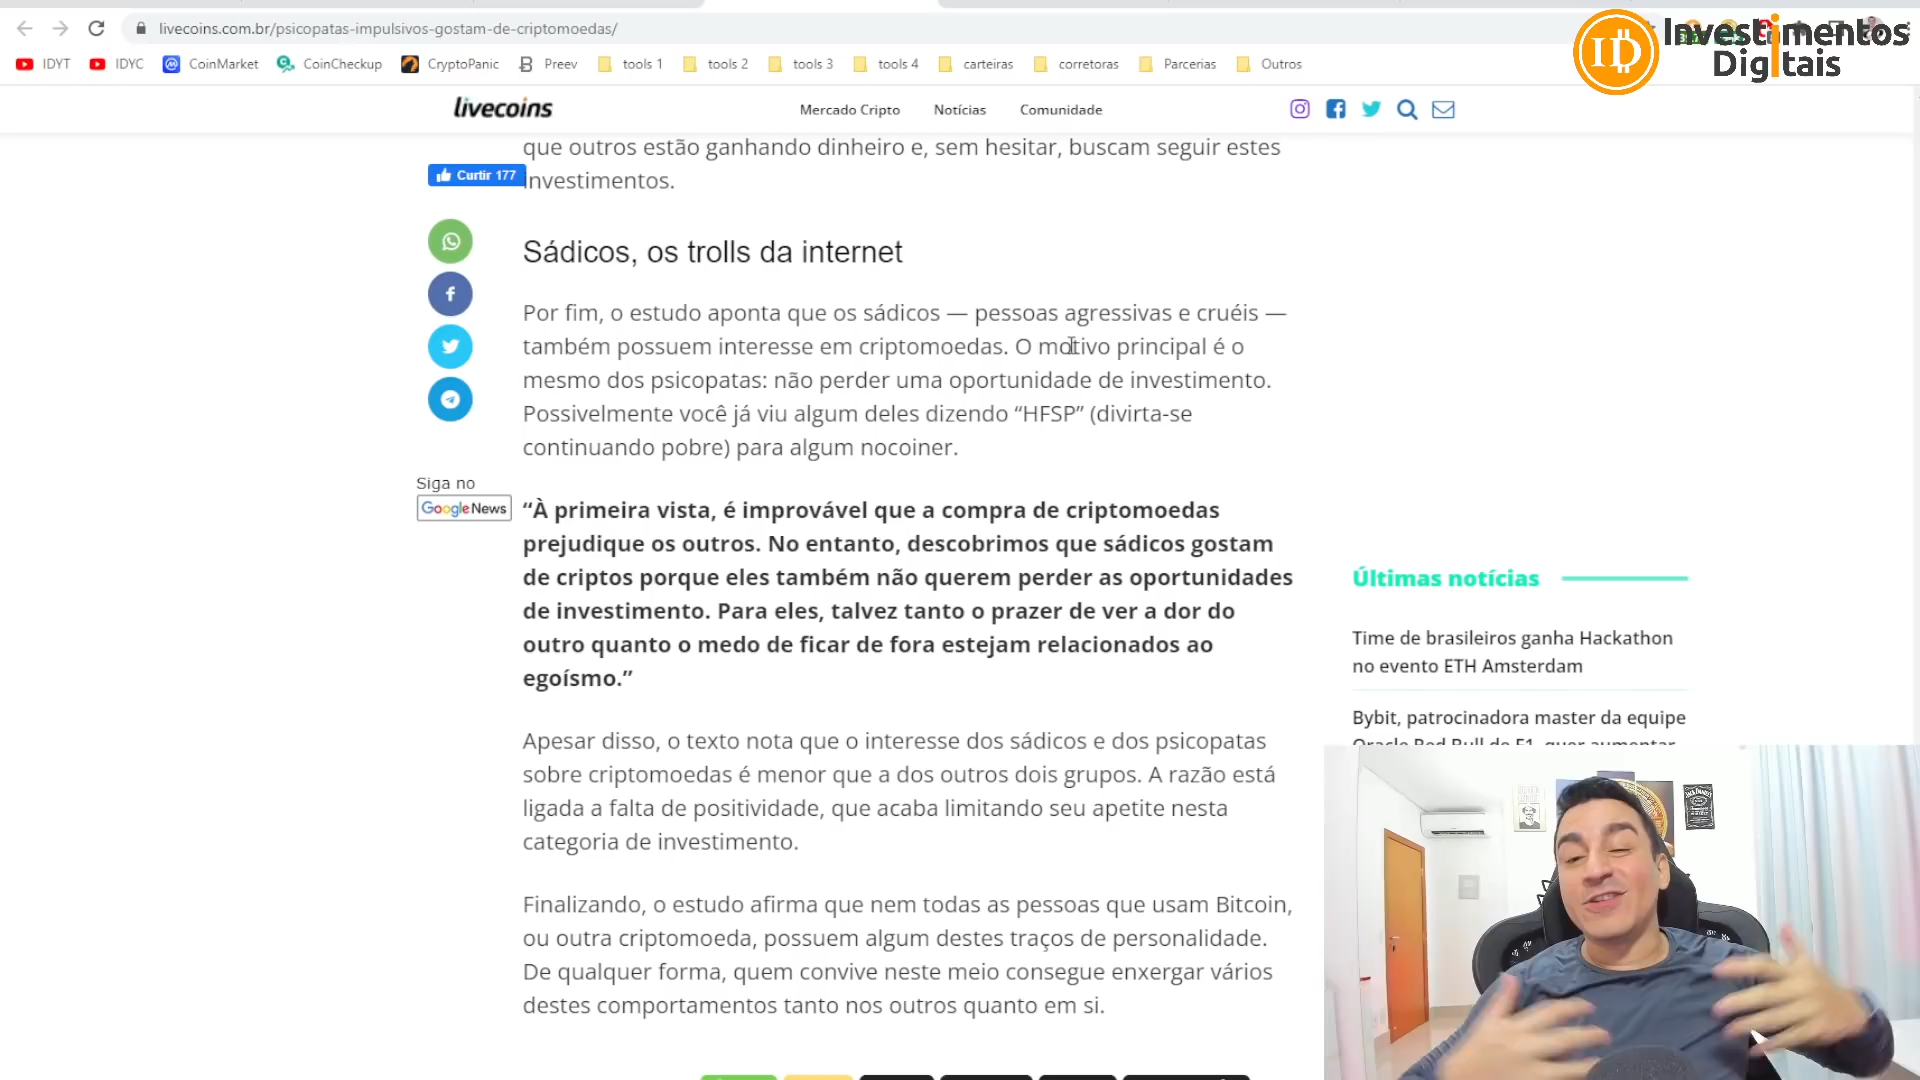 livecoins.com.br/psicopatas-impulsivos-gostam-de-criptomoedas/
Investimentos
Digitais
ID
IDYT
IDYC
CoinMarket
CoinCheckup
CryptoPanic
Preev
tools 1
tools 2
tools 3
tools 4
carteiras
corretoras
Parcerias
Outros
livecoins
Mercado Cripto
Notícias
Comunidade
que outros estão ganhando dinheiro e, sem hesitar, buscam seguir estes
investimentos.
Curtir 177
Sádicos, os trolls da internet
Por fim, o estudo aponta que os sádicos — pessoas agressivas e cruéis —
também possuem interesse em criptomoedas. O motivo principal é o
mesmo dos psicopatas: não perder uma oportunidade de investimento.
Possivelmente você já viu algum deles dizendo “HFSP” (divirta-se
continuando pobre) para algum nocoiner.
Siga no
Google News
“À primeira vista, é improvável que a compra de criptomoedas
prejudique os outros. No entanto, descobrimos que sádicos gostam
de criptos porque eles também não querem perder as oportunidades
de investimento. Para eles, talvez tanto o prazer de ver a dor do
outro quanto o medo de ficar de fora estejam relacionados ao
egoísmo.”
Apesar disso, o texto nota que o interesse dos sádicos e dos psicopatas
sobre criptomoedas é menor que a dos outros dois grupos. A razão está
ligada a falta de positividade, que acaba limitando seu apetite nesta
categoria de investimento.
Finalizando, o estudo afirma que nem todas as pessoas que usam Bitcoin,
ou outra criptomoeda, possuem algum destes traços de personalidade.
De qualquer forma, quem convive neste meio consegue enxergar vários
destes comportamentos tanto nos outros quanto em si.
Últimas notícias
Time de brasileiros ganha Hackathon
no evento ETH Amsterdam
Bybit, patrocinadora master da equipe
Oracle Red Bull de F1, quer aumentar